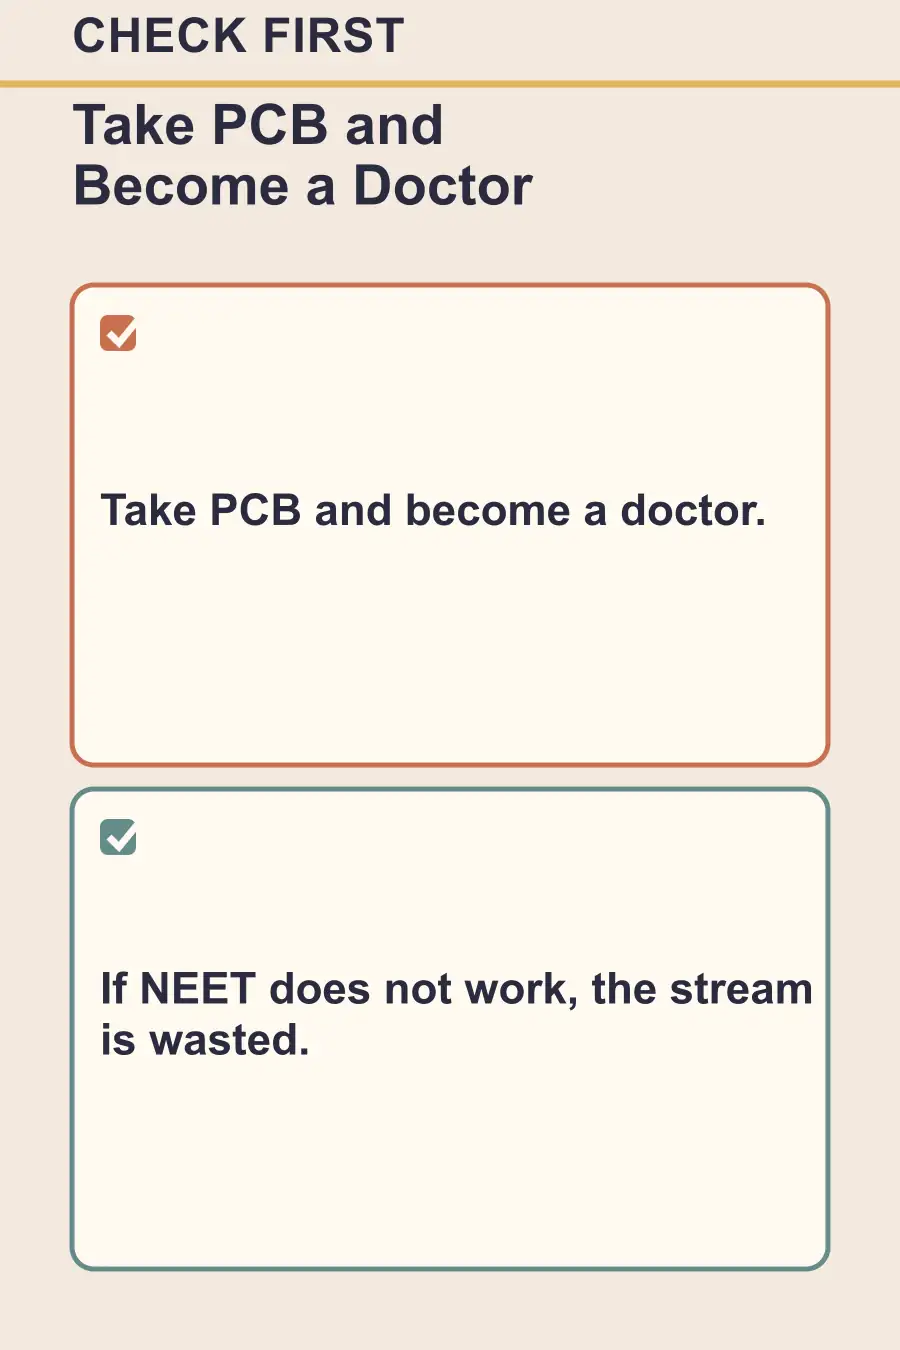 CHECK FIRST
Take PCB and
Become a Doctor
Take PCB and become a doctor.
If NEET does not work, the stream
is wasted.